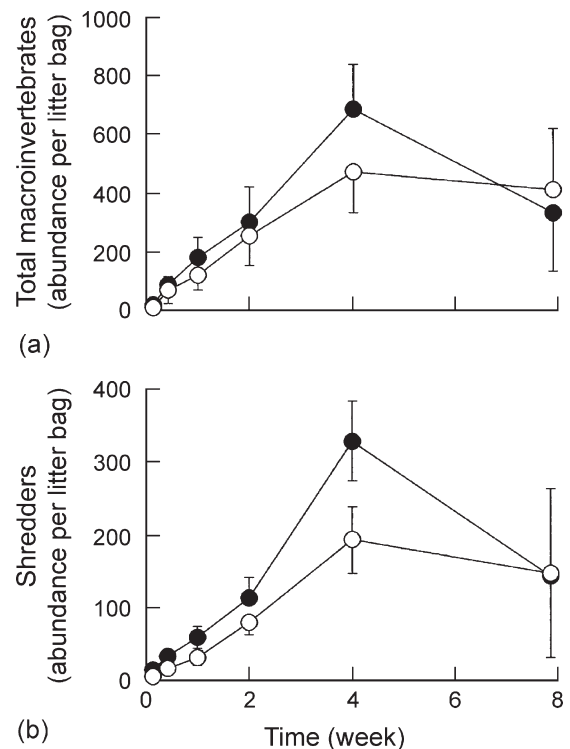 1000
800
600
400
200
0
Total macroinvertebrates
(abundance per litter bag)
(a)
400
300
200
100
0
Shredders
(abundance per litter bag)
0 2 4 6 8
Time (week)
(b)